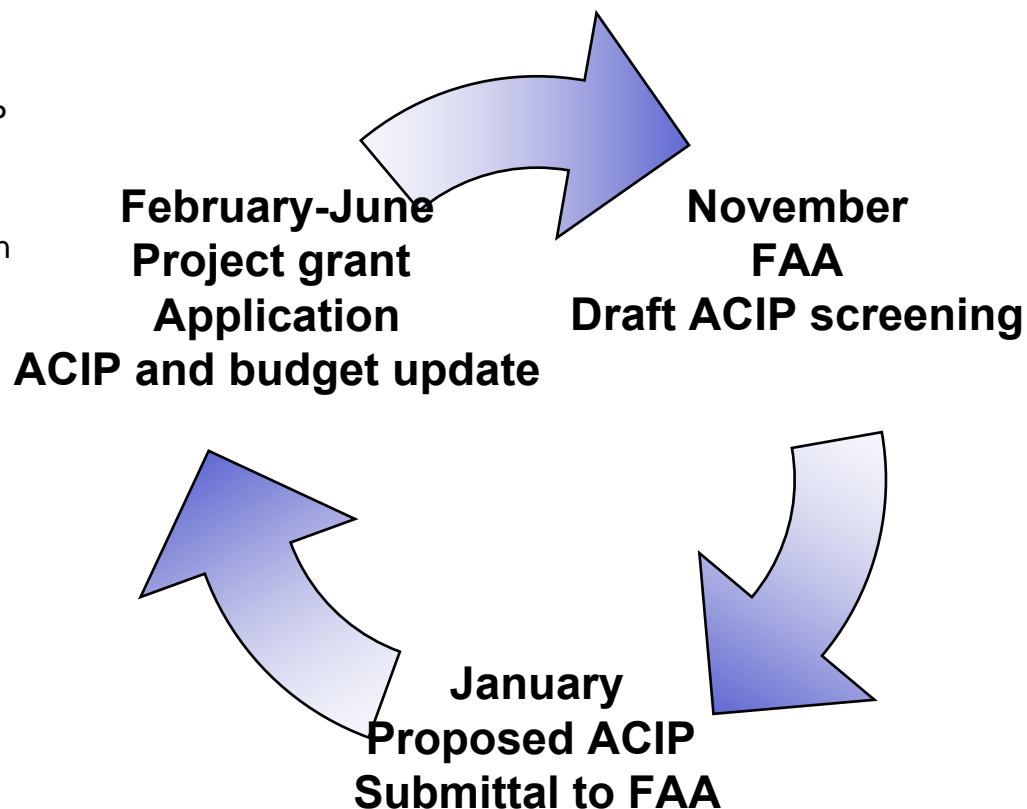 February-June
Project grant
Application
ACIP and budget update
November
FAA
Draft ACIP screening
January
Proposed ACIP
Submittal to FAA